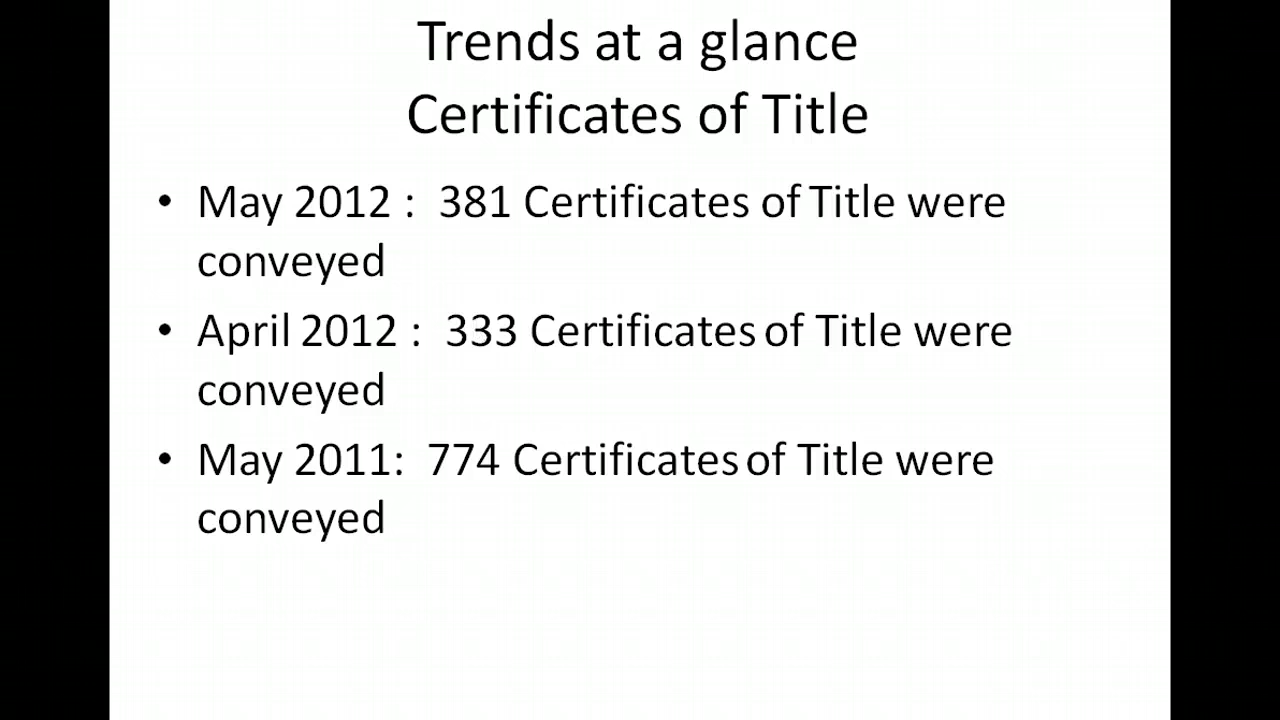 Trends at a glance
Certificates of Title
• May 2012 :  381 Certificates of Title were
conveyed
• April 2012 :  333 Certificates of Title were
conveyed
• May 2011:  774 Certificates of Title were
conveyed